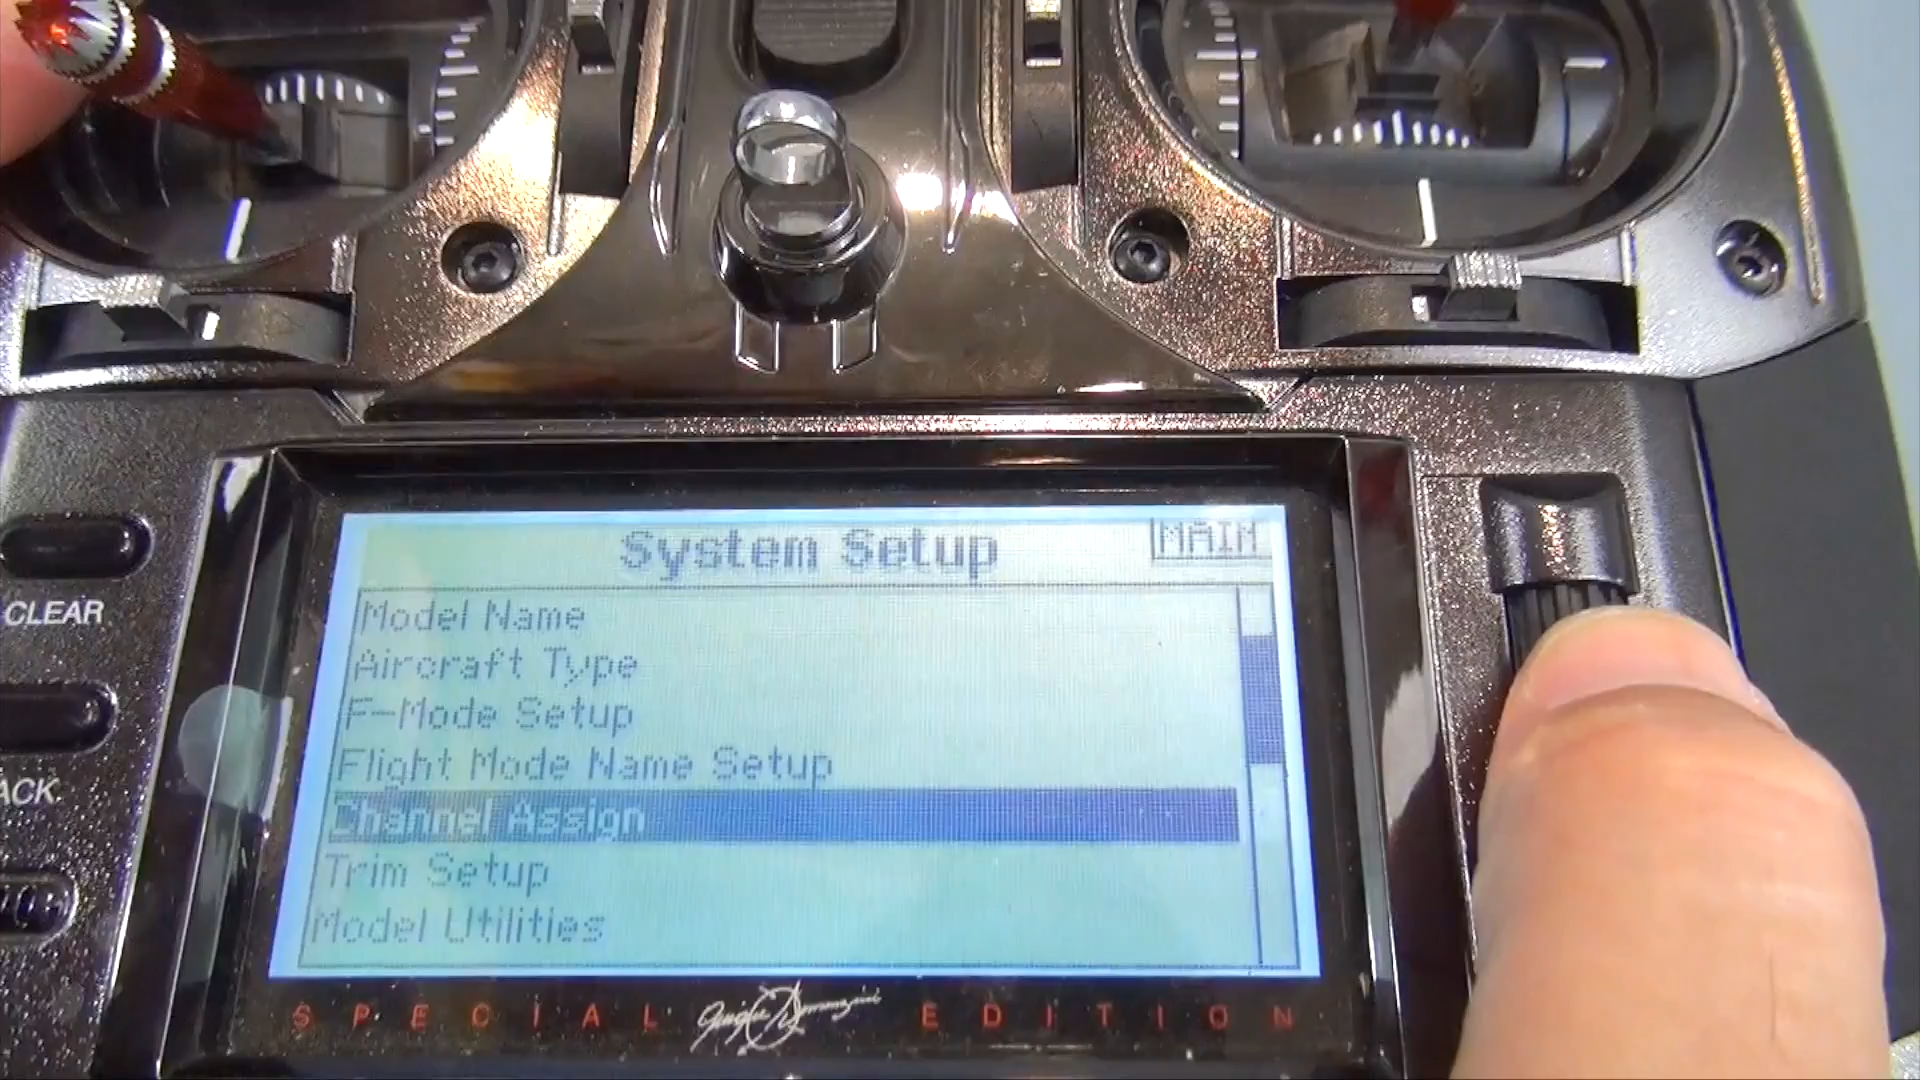 System Setup
MAIN
Model Name
Aircraft Type
F-Mode Setup
Flight Mode Name Setup
Channel Assign
Trim Setup
Model Utilities
CLEAR
ACK
SPECIAL EDITION